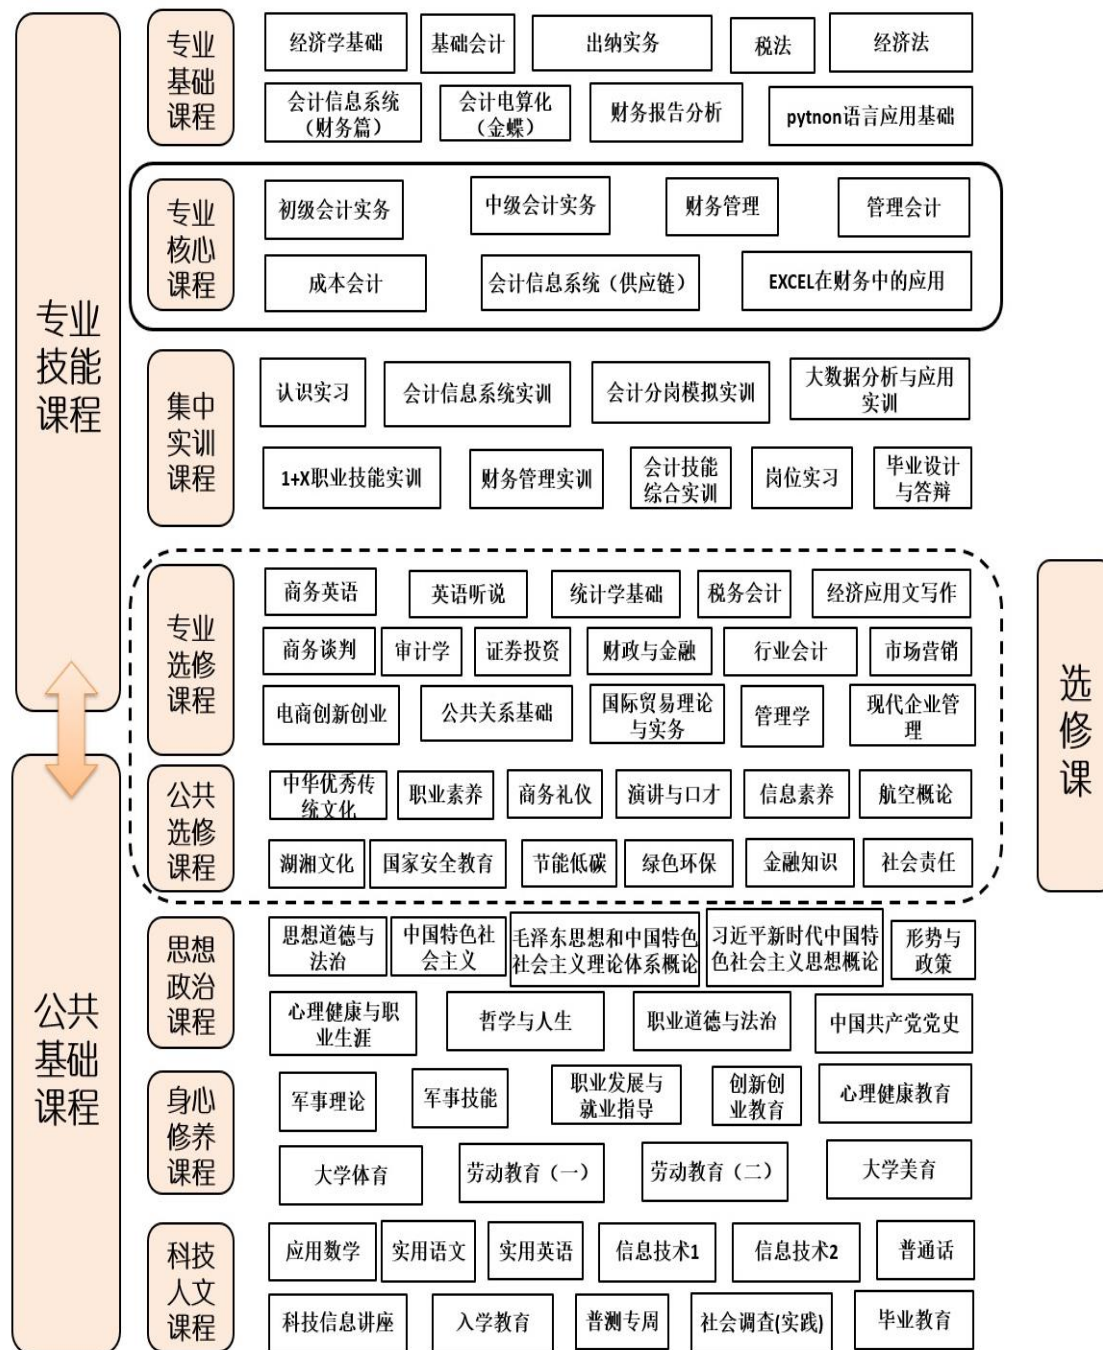 专业
技能
课程
专业
基础
课程
经济学基础
基础会计
出纳实务
税法
经济法
会计信息系统
（财务篇）
会计电算化
（金蝶）
财务报告分析
pytnon语言应用基础
专业
核心
课程
初级会计实务
中级会计实务
财务管理
管理会计
成本会计
会计信息系统（供应链）
EXCEL在财务中的应用
集中
实训
课程
认识实习
会计信息系统实训
会计分岗模拟实训
大数据分析与应用
实训
1+X职业技能实训
财务管理实训
会计技能
综合实训
岗位实习
毕业设计
与答辩
专业
选修
课程
商务英语
英语听说
统计学基础
税务会计
经济应用文写作
商务谈判
审计学
证券投资
财政与金融
行业会计
市场营销
电商创新创业
公共关系基础
国际贸易理论
与实务
管理学
现代企业管
理
公共
选修
课程
中华优秀传
统文化
职业素养
商务礼仪
演讲与口才
信息素养
航空概论
湖湘文化
国家安全教育
节能低碳
绿色环保
金融知识
社会责任
选
修
课
公共
基础
课程
思想
政治
课程
思想道德与
法治
中国特色社
会主义
毛泽东思想和中国特色
社会主义理论体系概论
习近平新时代中国特
色社会主义思想概论
形势与
政策
心理健康与职
业生涯
哲学与人生
职业道德与法治
中国共产党党史
身心
修养
课程
军事理论
军事技能
职业发展与
就业指导
创新创
业教育
心理健康教育
大学体育
劳动教育（一）
劳动教育（二）
大学美育
科技
人文
课程
应用数学
实用语文
实用英语
信息技术1
信息技术2
普通话
科技信息讲座
入学教育
普测专周
社会调查(实践)
毕业教育